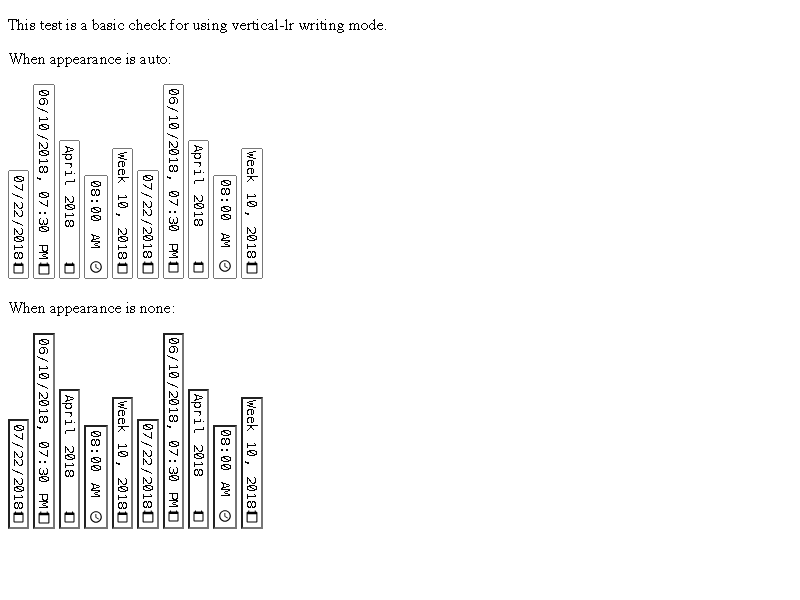 This test is a basic check for using vertical-lr writing mode.
When appearance is auto:
07/22/2018
06/10/2018, 07:30 PM
April 2018
08:00 AM
Week 10, 2018
07/22/2018
06/10/2018, 07:30 PM
April 2018
08:00 AM
Week 10, 2018
When appearance is none:
07/22/2018
06/10/2018, 07:30 PM
April 2018
08:00 AM
Week 10, 2018
07/22/2018
06/10/2018, 07:30 PM
April 2018
08:00 AM
Week 10, 2018